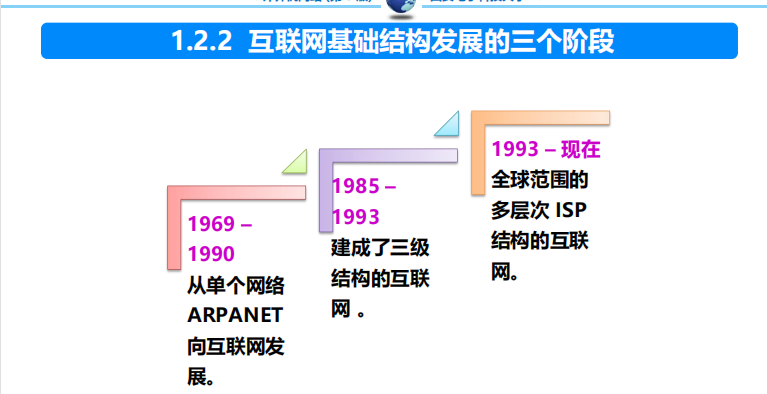 1.2.2 互联网基础结构发展的三个阶段
1969 –
1990
从单个网络
ARPANET
向互联网发
展。
1985 –
1993
建成了三级
结构的互联
网 。
1993 – 现在
全球范围的
多层次 ISP
结构的互联
网。